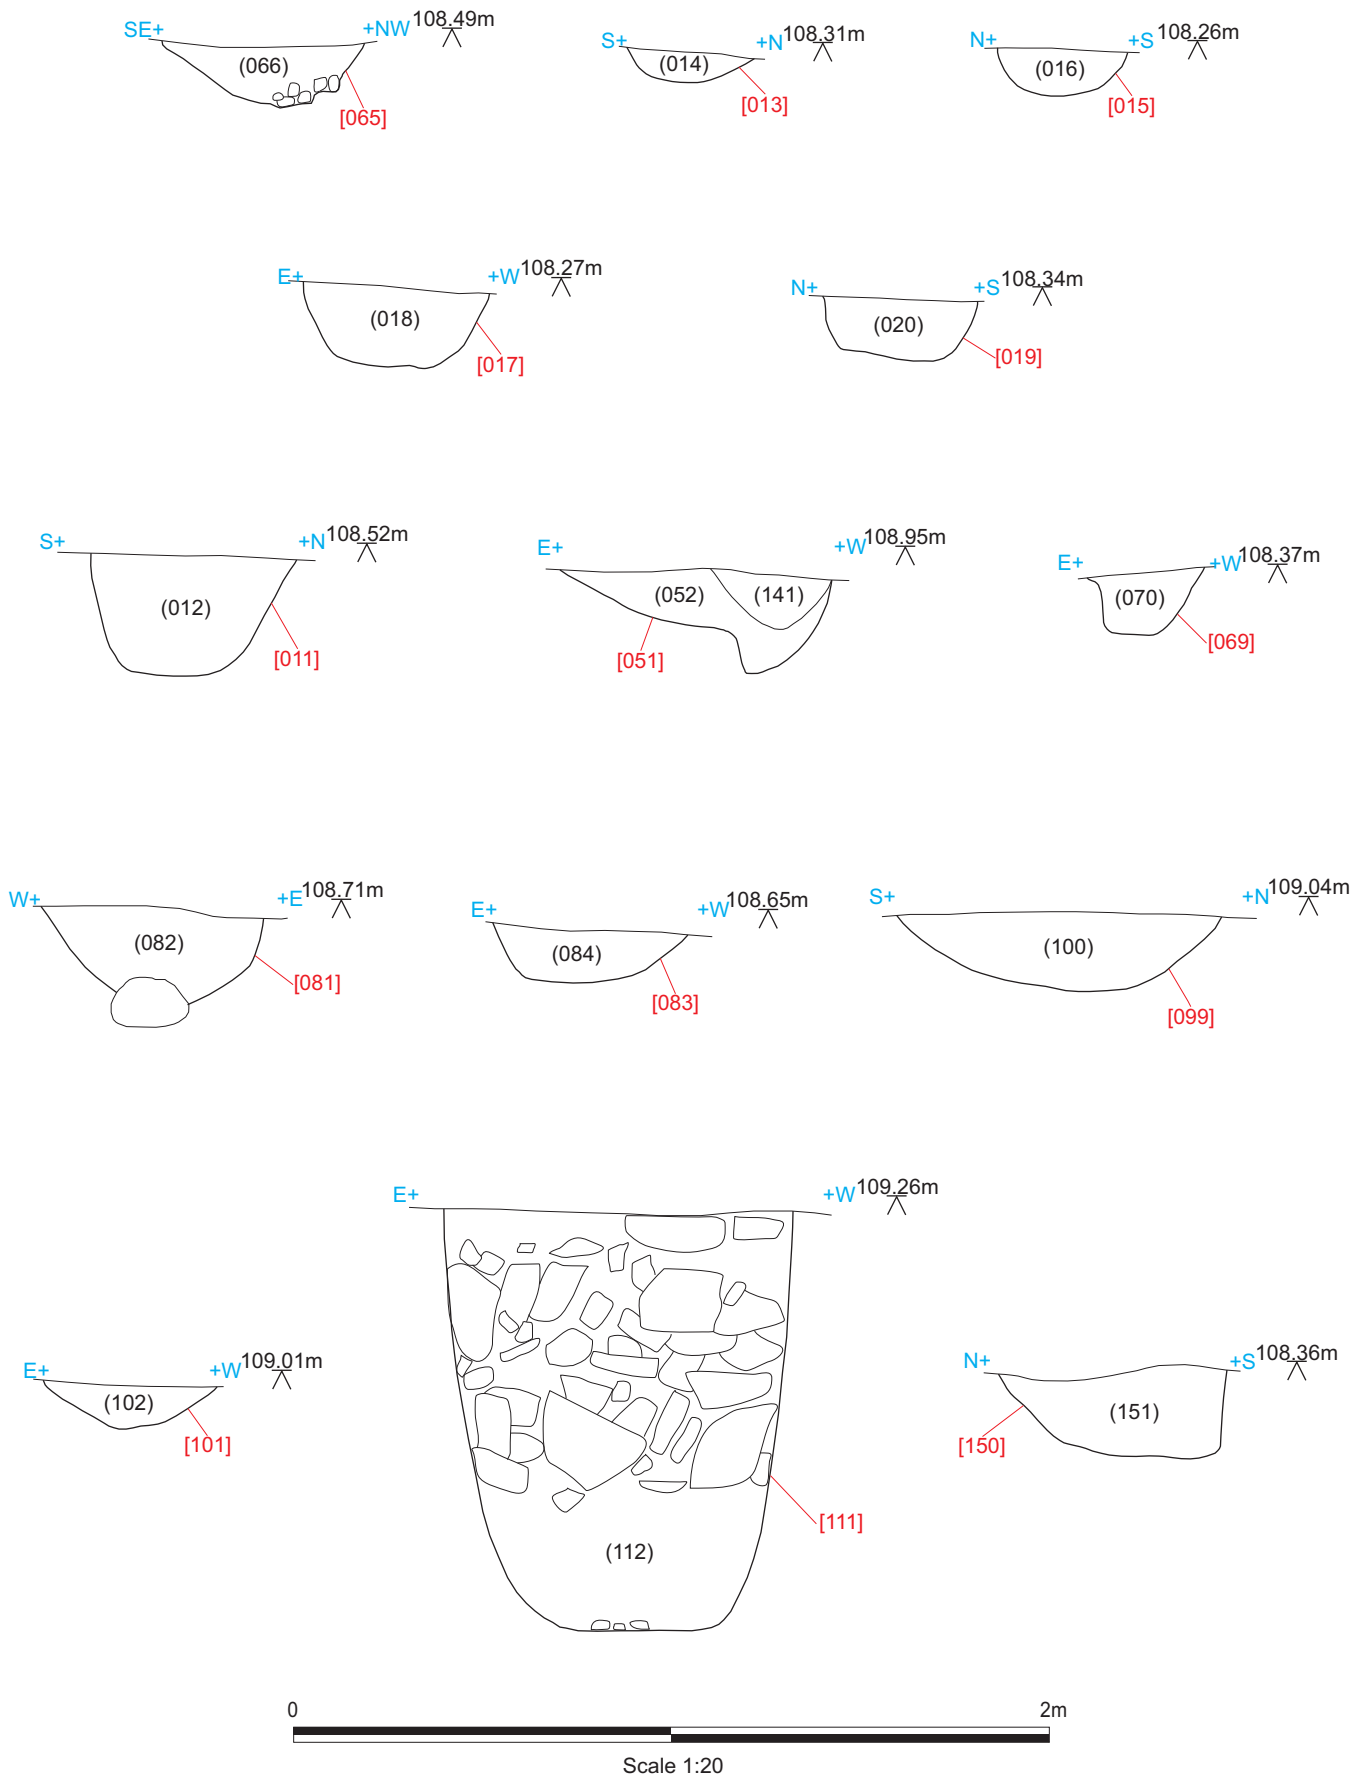 SE+ +NW 108.49m
(066)
[065]
S+ +N 108.31m
(014)
[013]
N+ +S 108.26m
(016)
[015]
E+ +W 108.27m
(018)
[017]
N+ +S 108.34m
(020)
[019]
S+ +N 108.52m
(012)
[011]
E+ +W 108.95m
(052) (141)
[051]
E+ +W 108.37m
(070)
[069]
W+ +E 108.71m
(082)
[081]
E+ +W 108.65m
(084)
[083]
S+ +N 109.04m
(100)
[099]
E+ +W 109.26m
[111]
(112)
E+ +W 109.01m
(102)
[101]
N+ +S 108.36m
(151)
[150]
0 2m
Scale 1:20